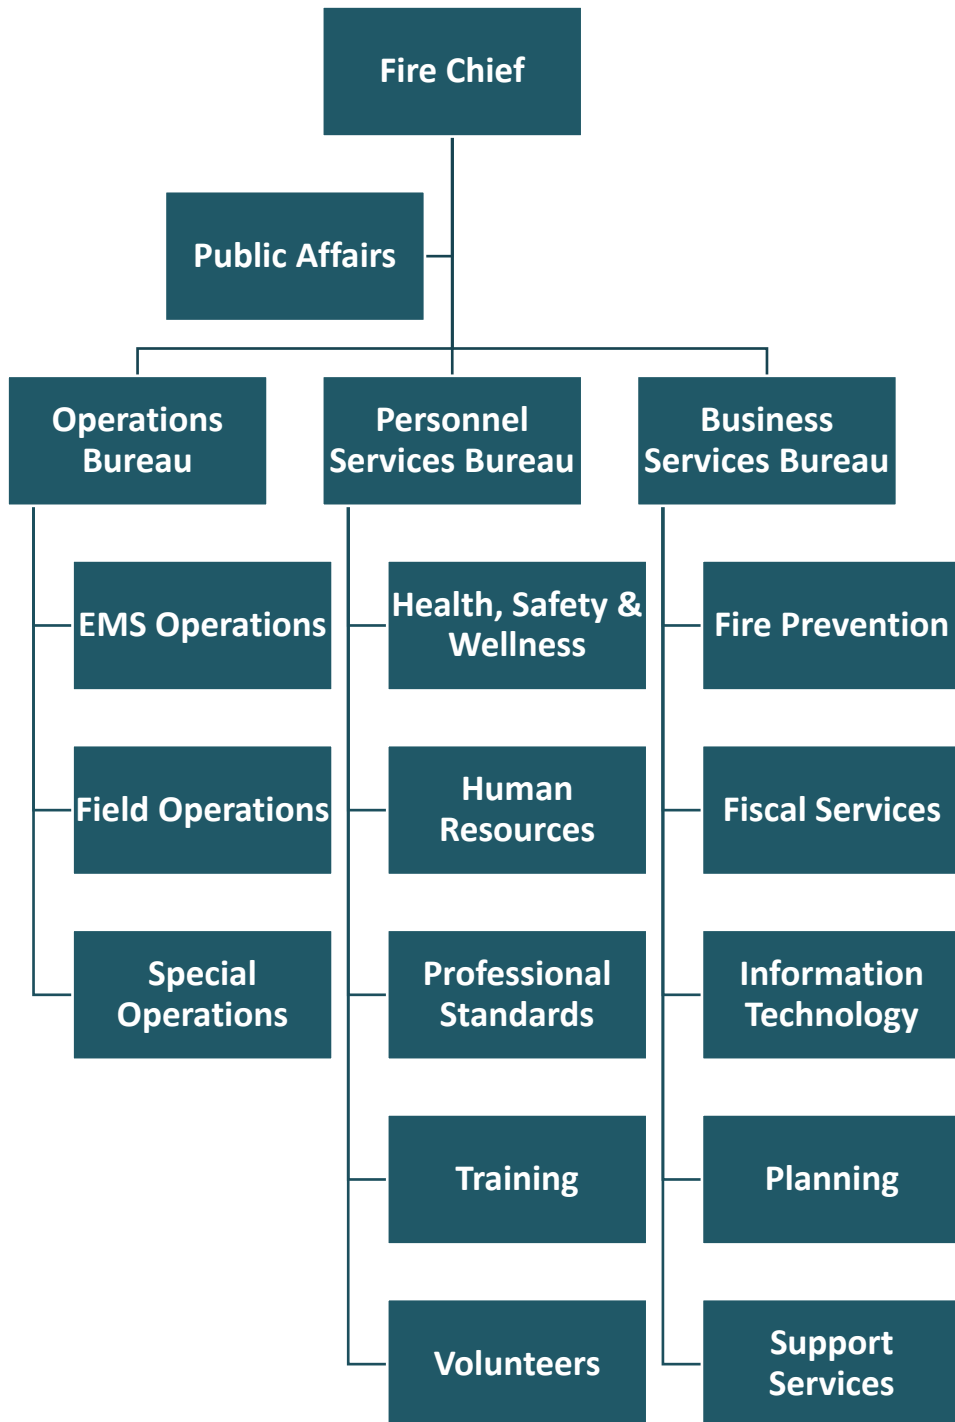 Fire Chief
Public Affairs
Operations
Bureau
Personnel
Services Bureau
Business
Services Bureau
EMS Operations
Field Operations
Special
Operations
Health, Safety &
Wellness
Human
Resources
Professional
Standards
Training
Volunteers
Fire Prevention
Fiscal Services
Information
Technology
Planning
Support
Services